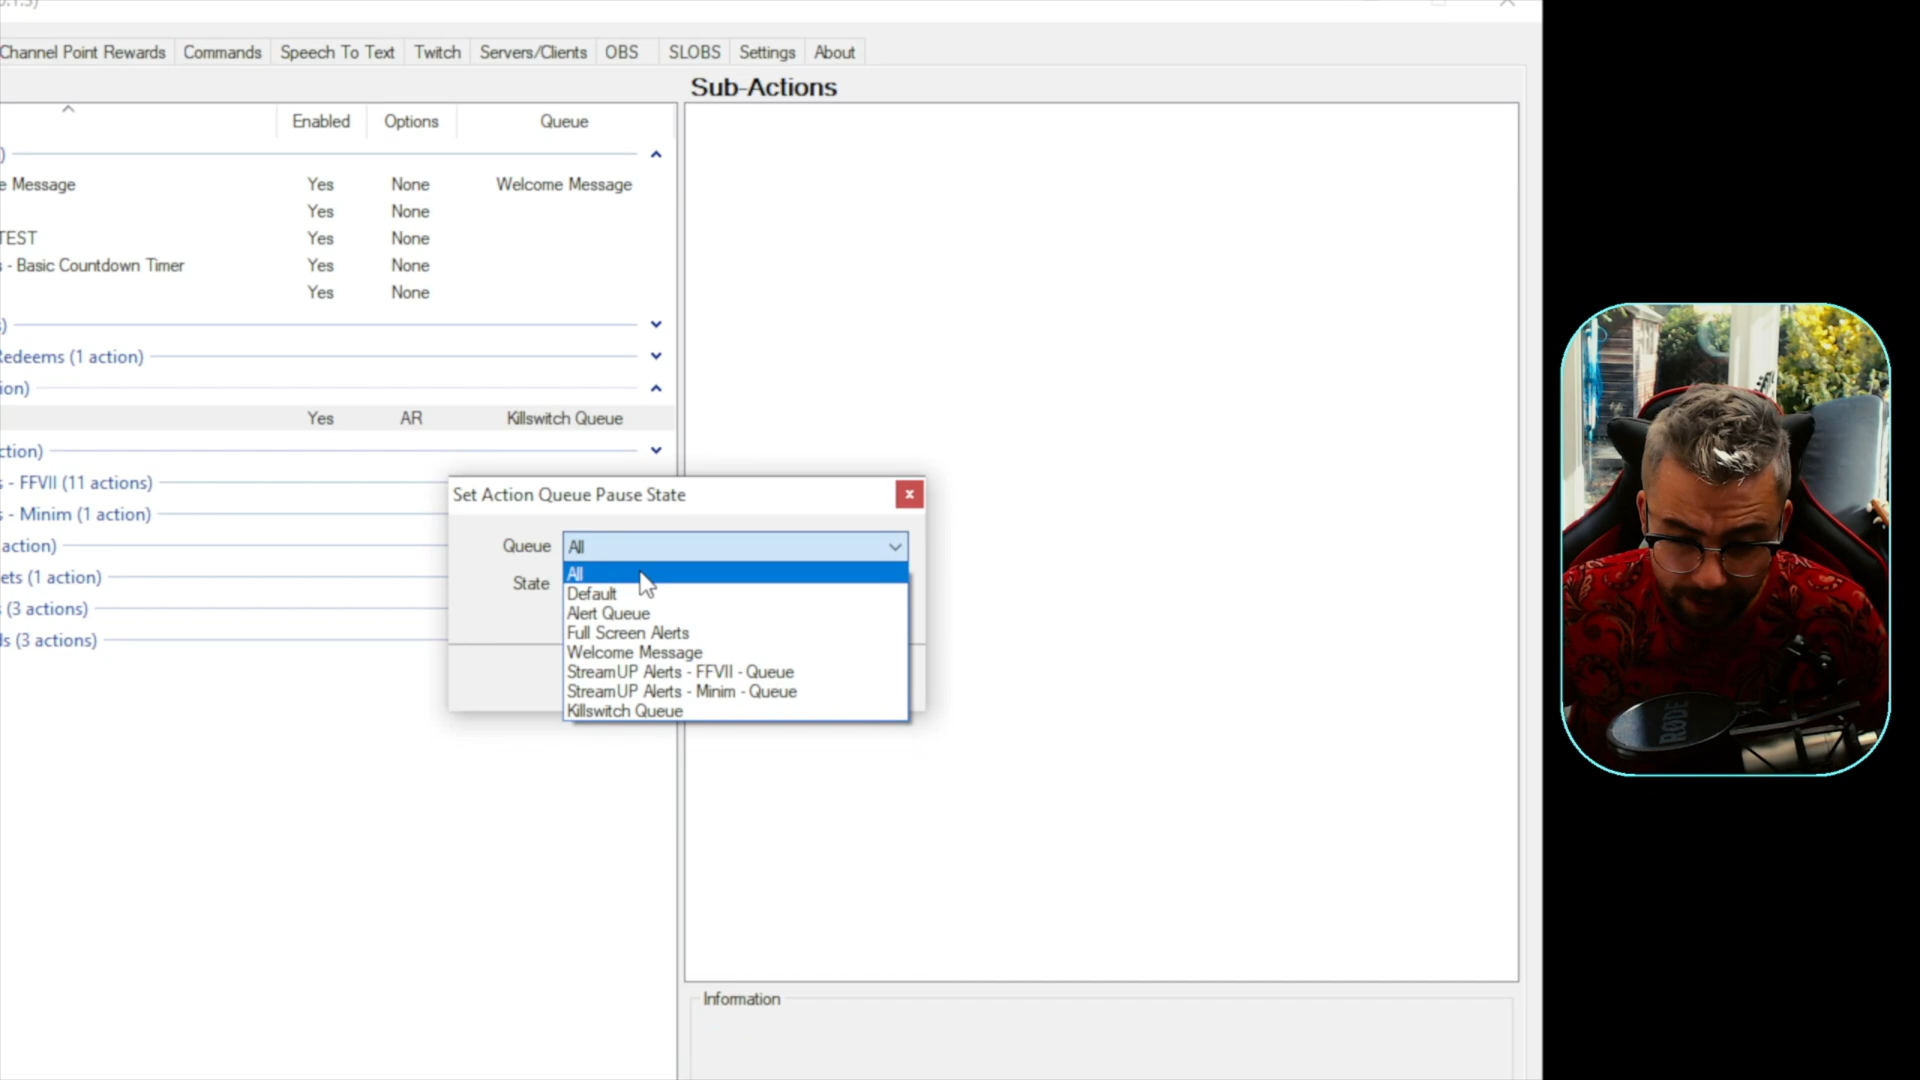 Channel Point Rewards Commands Speech To Text Twitch Servers/Clients OBS SLOBS Settings About
Sub-Actions
Enabled Options Queue
)
e Message Yes None Welcome Message
Yes None
TEST Yes None
s - Basic Countdown Timer Yes None
Yes None
s)
Redeems (1 action)
ion)
Yes AR Killswitch Queue
ction)
s - FFVII (11 actions)
s - Minim (1 action)
action)
ets (1 action)
s (3 actions)
ls (3 actions)
Set Action Queue Pause State
Queue All
State
All
Default
Alert Queue
Full Screen Alerts
Welcome Message
StreamUP Alerts - FFVII - Queue
StreamUP Alerts - Minim - Queue
Killswitch Queue
Information
RØDE